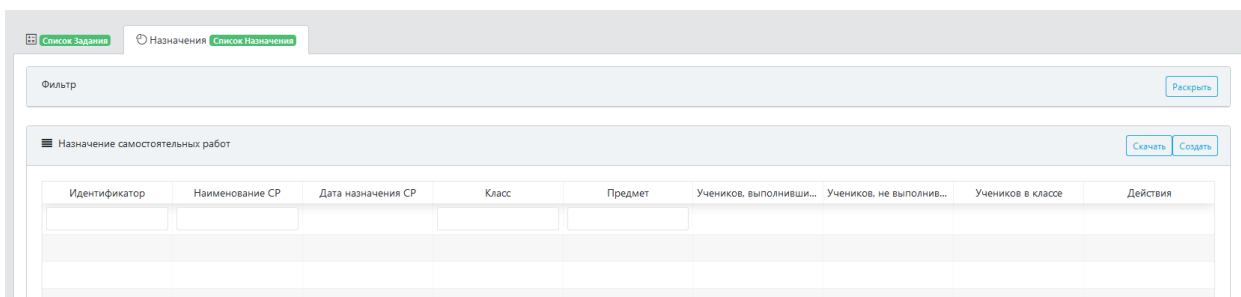 Список Задания Назначения Список Назначения
Фильтр Раскрыть
Назначение самостоятельных работ Скачать Создать
Идентификатор Наименование СР Дата назначения СР Класс Предмет Учеников, выполнивши... Учеников, не выполнив... Учеников в классе Действия